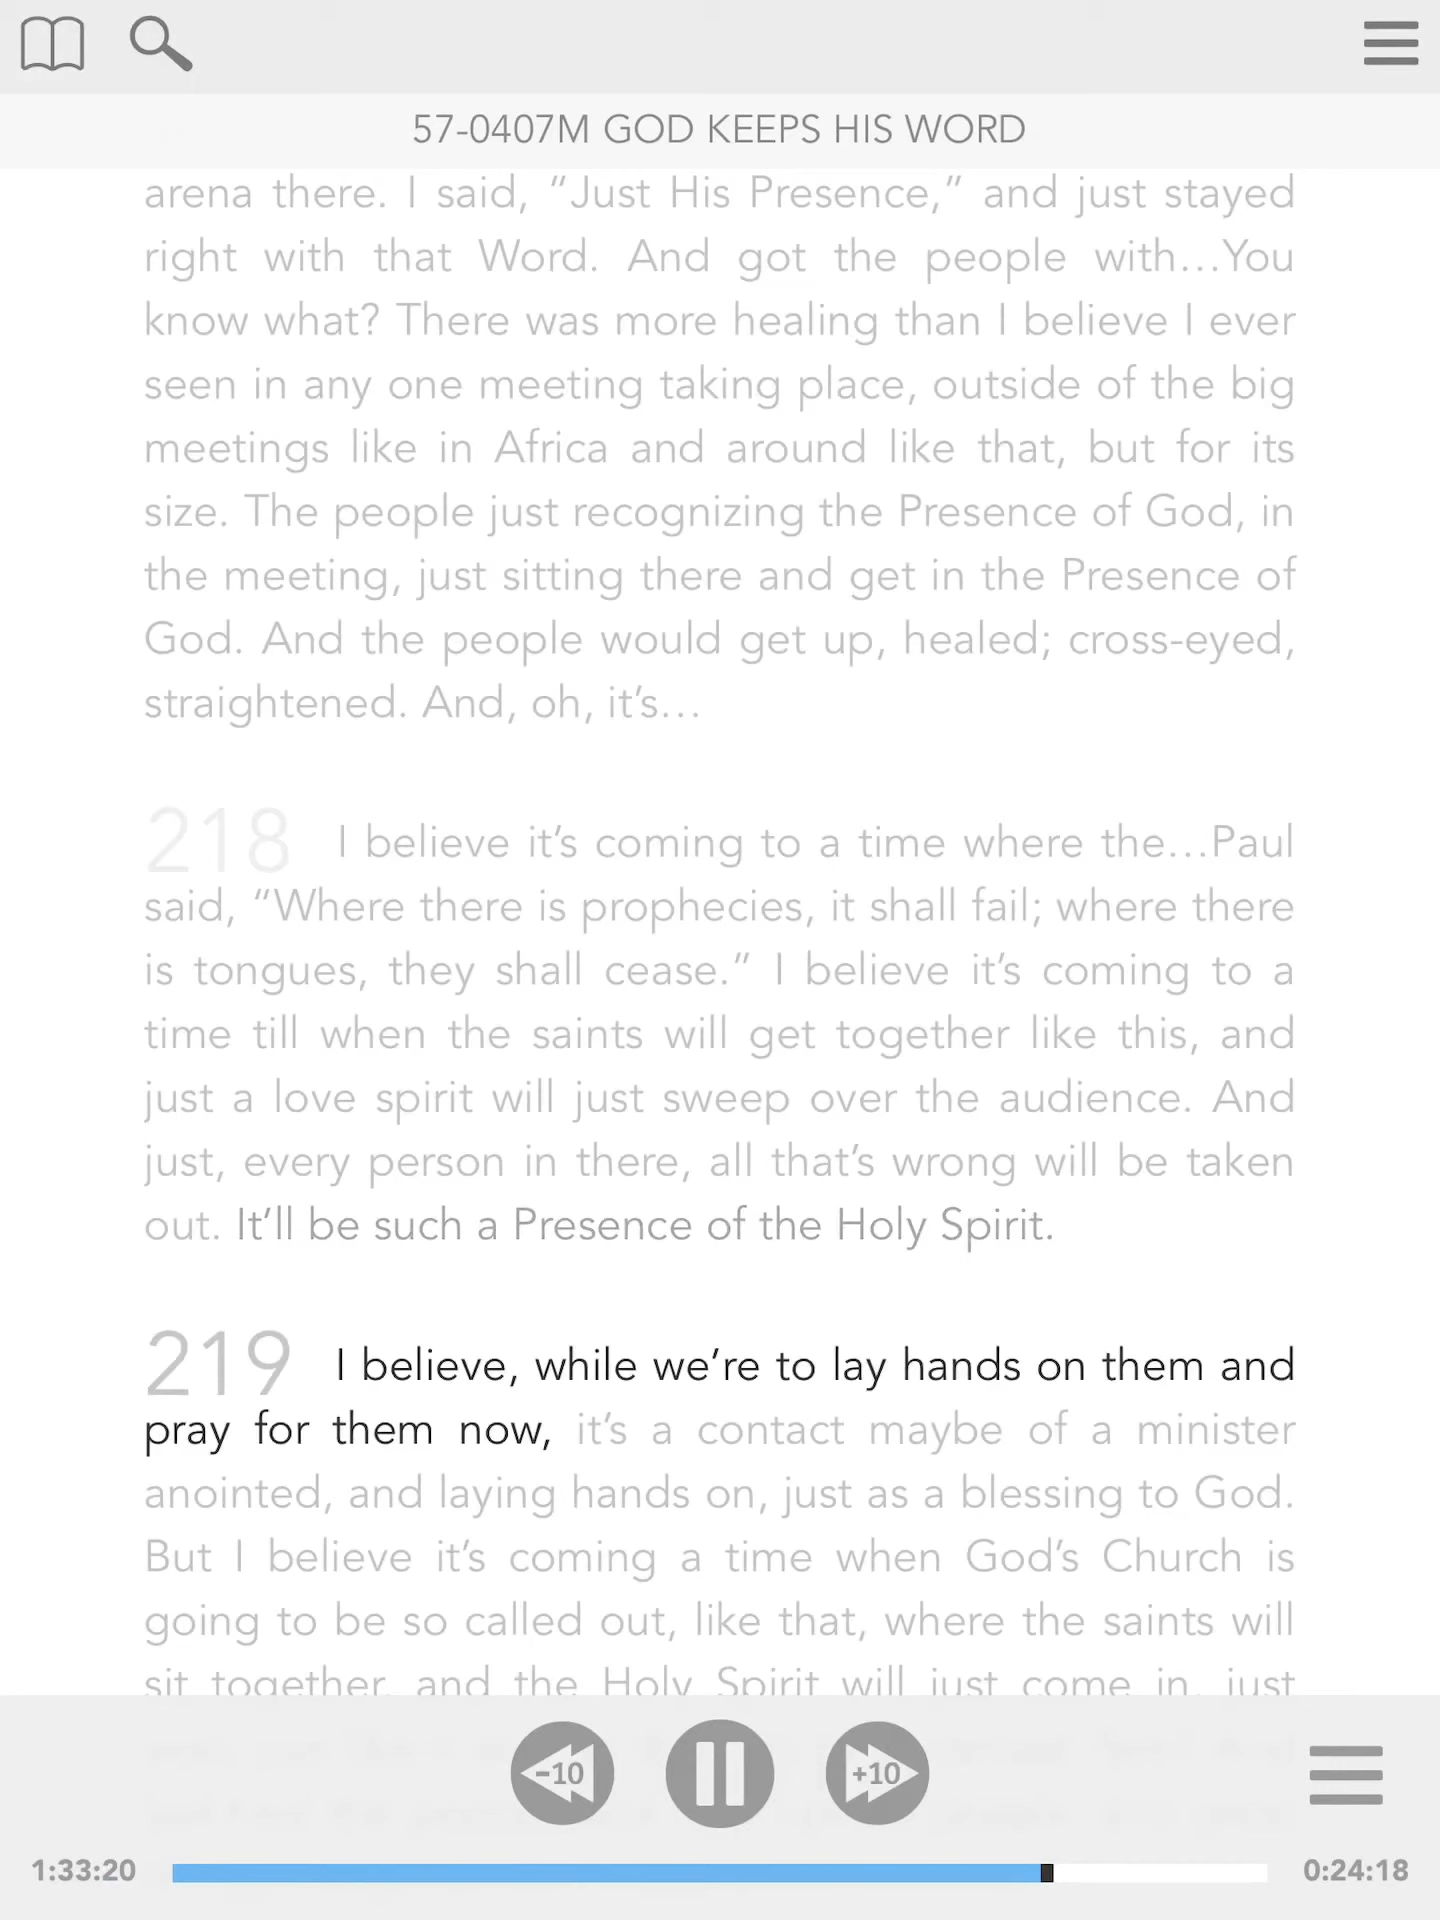 57-0407M GOD KEEPS HIS WORD
arena there. I said, “Just His Presence,” and just stayed
right with that Word. And got the people with…You
know what? There was more healing than I believe I ever
seen in any one meeting taking place, outside of the big
meetings like in Africa and around like that, but for its
size. The people just recognizing the Presence of God, in
the meeting, just sitting there and get in the Presence of
God. And the people would get up, healed; cross-eyed,
straightened. And, oh, it’s…
218 I believe it’s coming to a time where the…Paul
said, “Where there is prophecies, it shall fail; where there
is tongues, they shall cease.” I believe it’s coming to a
time till when the saints will get together like this, and
just a love spirit will just sweep over the audience. And
just, every person in there, all that’s wrong will be taken
out. It’ll be such a Presence of the Holy Spirit.
219 I believe, while we’re to lay hands on them and
pray for them now, it’s a contact maybe of a minister
anointed, and laying hands on, just as a blessing to God.
But I believe it’s coming a time when God’s Church is
going to be so called out, like that, where the saints will
sit together, and the Holy Spirit will just come in, just
-10 +10
1:33:20 0:24:18